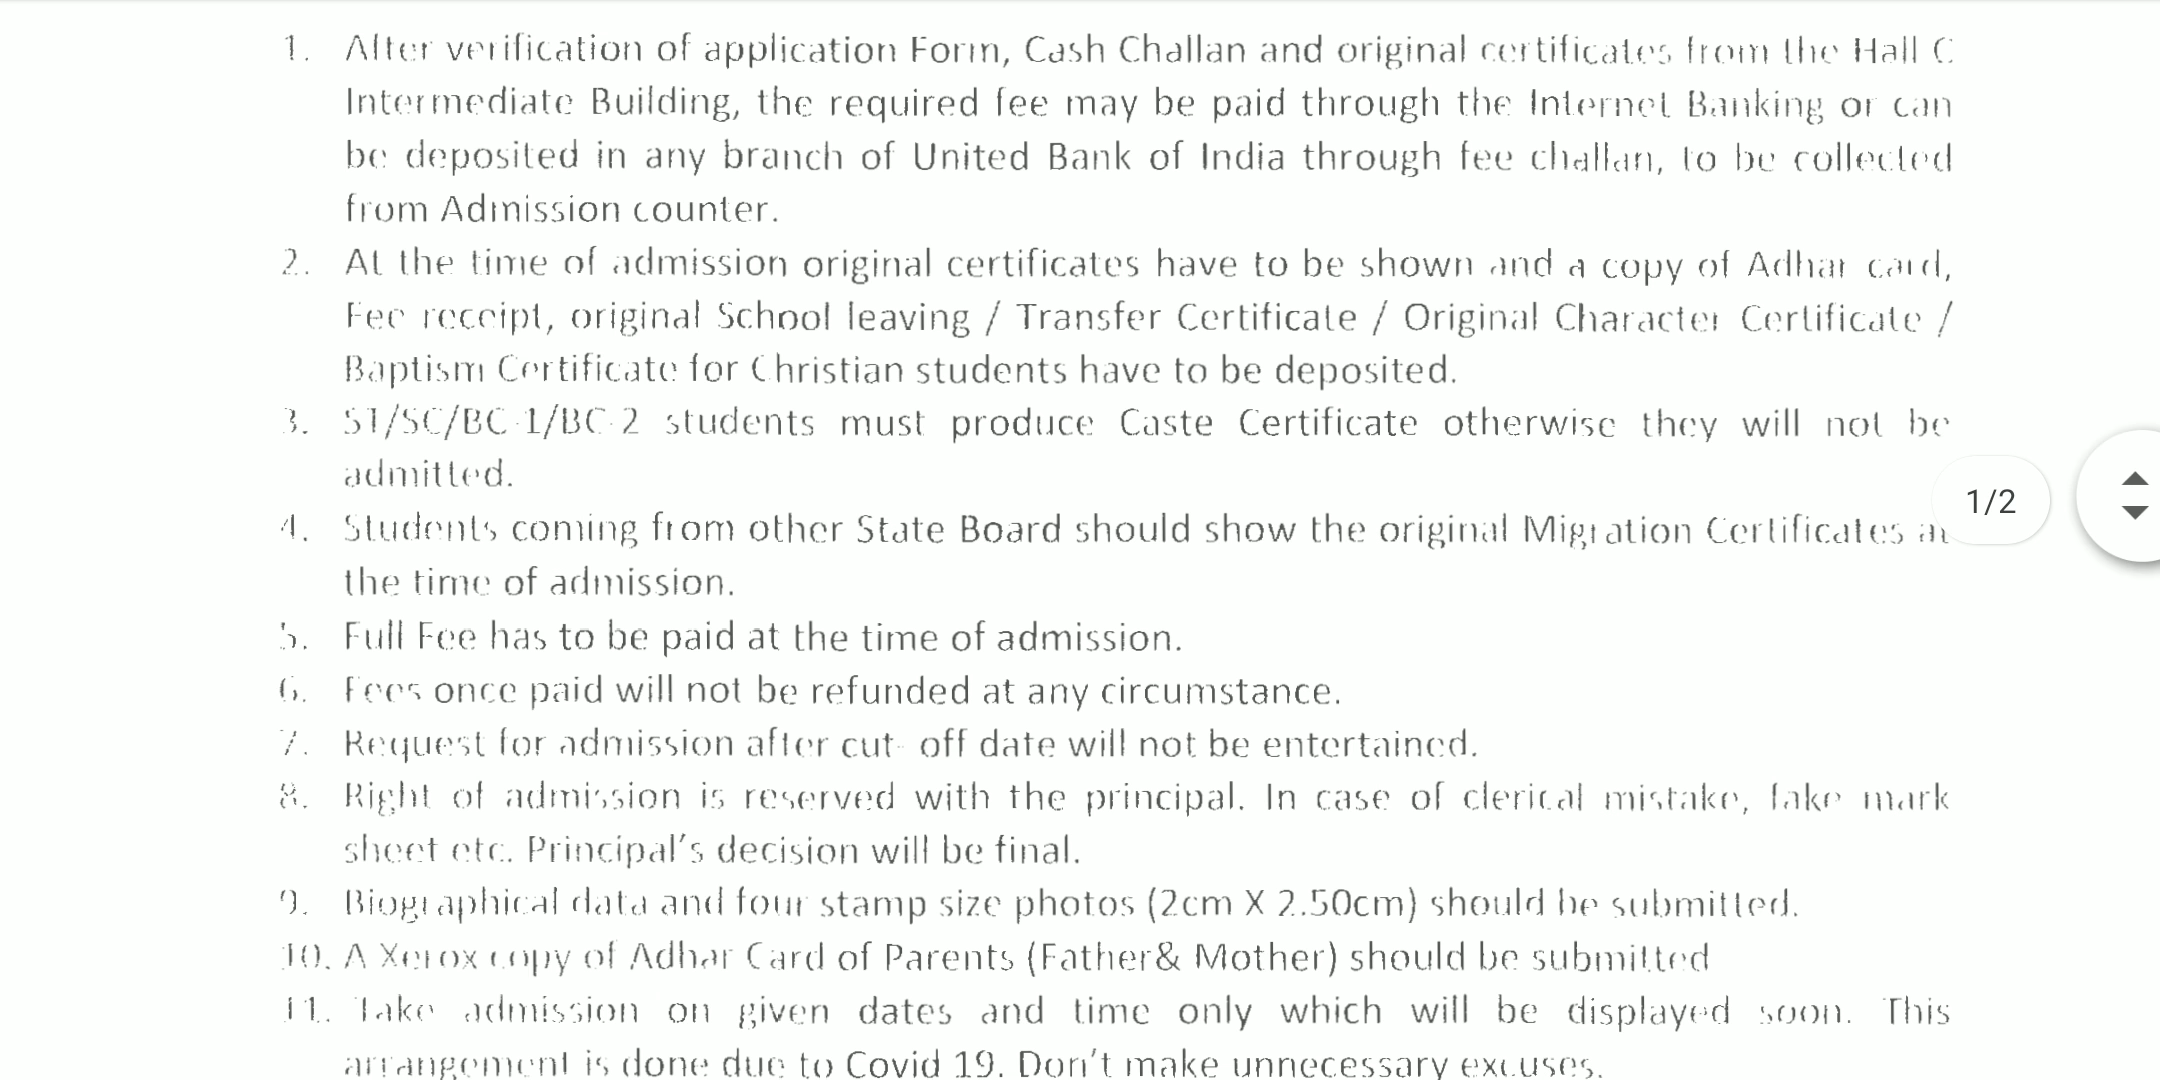 1. After verification of application Form, Cash Challan and original certificates from the Hall C
Intermediate Building, the required fee may be paid through the Internet Banking or can
be deposited in any branch of United Bank of India through fee challan, to be collected
from Admission counter.
2. At the time of admission original certificates have to be shown and a copy of Adhar card,
Fee receipt, original School leaving / Transfer Certificate / Original Character Certificate /
Baptism Certificate for Christian students have to be deposited.
3. ST/SC/BC-1/BC-2 students must produce Caste Certificate otherwise they will not be
admitted.
4. Students coming from other State Board should show the original Migration Certificates at
1/2
the time of admission.
5. Full Fee has to be paid at the time of admission.
6. Fees once paid will not be refunded at any circumstance.
7. Request for admission after cut- off date will not be entertained.
8. Right of admission is reserved with the principal. In case of clerical mistake, fake mark
sheet etc. Principal's decision will be final.
9. Biographical data and four stamp size photos (2cm X 2.50cm) should be submitted.
10. A Xerox copy of Adhar Card of Parents (Father& Mother) should be submitted
11. Take admission on given dates and time only which will be displayed soon. This
arrangement is done due to Covid 19. Don't make unnecessary excuses.